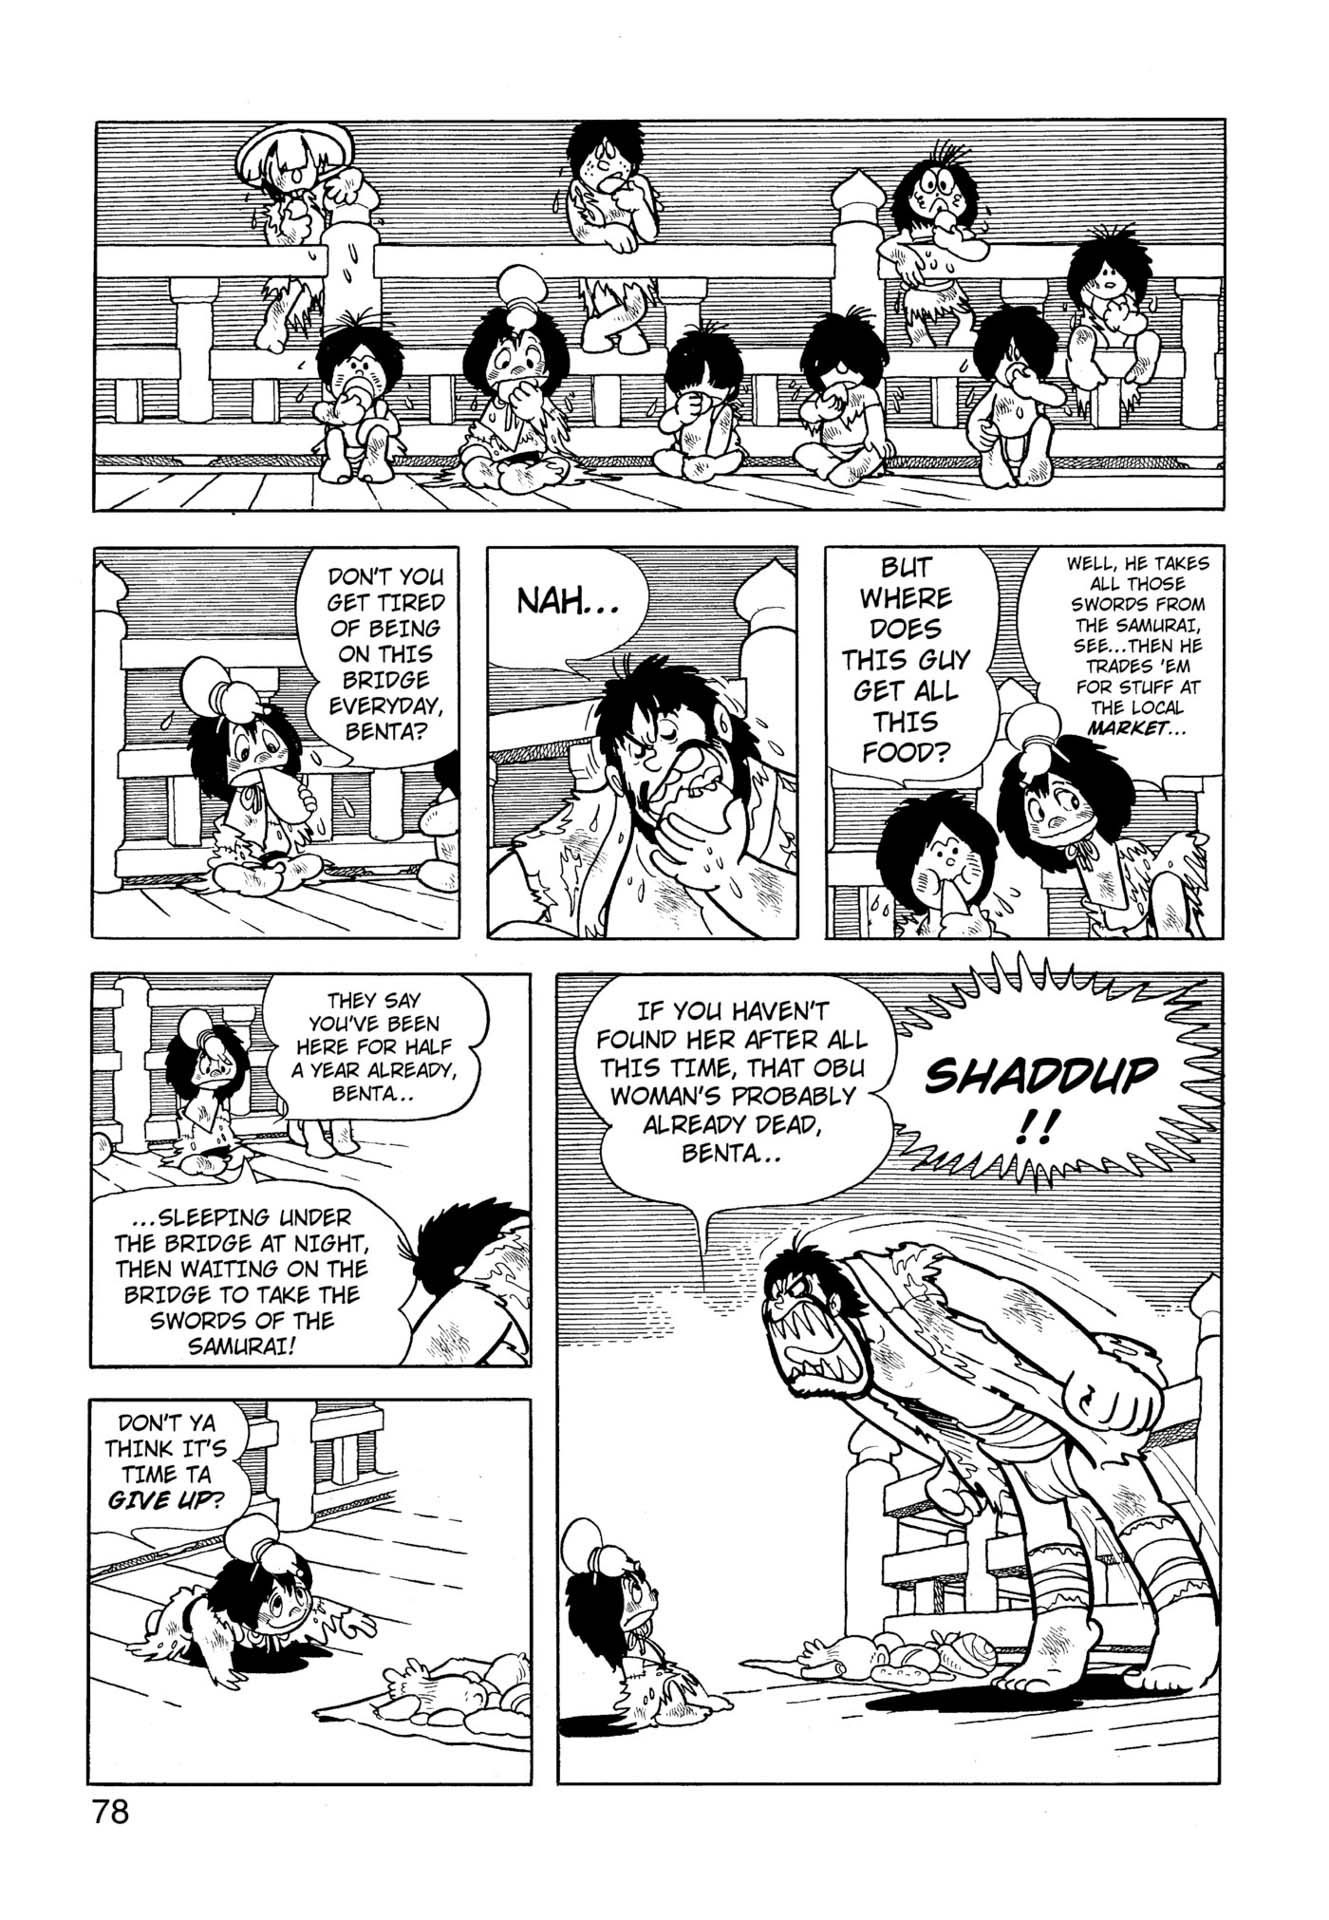 DON'T YOU
GET TIRED
OF BEING
ON THIS
BRIDGE
EVERYDAY,
BENTA?
NAH...
BUT
WHERE
DOES
THIS GUY
GET ALL
THIS
FOOD?
WELL, HE TAKES
ALL THOSE
SWORDS FROM
THE SAMURAI,
SEE...THEN HE
TRADES 'EM
FOR STUFF AT
THE LOCAL
MARKET...
THEY SAY
YOU'VE BEEN
HERE FOR HALF
A YEAR ALREADY,
BENTA...
...SLEEPING UNDER
THE BRIDGE AT NIGHT,
THEN WAITING ON THE
BRIDGE TO TAKE THE
SWORDS OF THE
SAMURAI!
DON'T YA
THINK IT'S
TIME TA
GIVE UP?
IF YOU HAVEN'T
FOUND HER AFTER ALL
THIS TIME, THAT OBU
WOMAN'S PROBABLY
ALREADY DEAD,
BENTA...
SHADDUP
!!
78